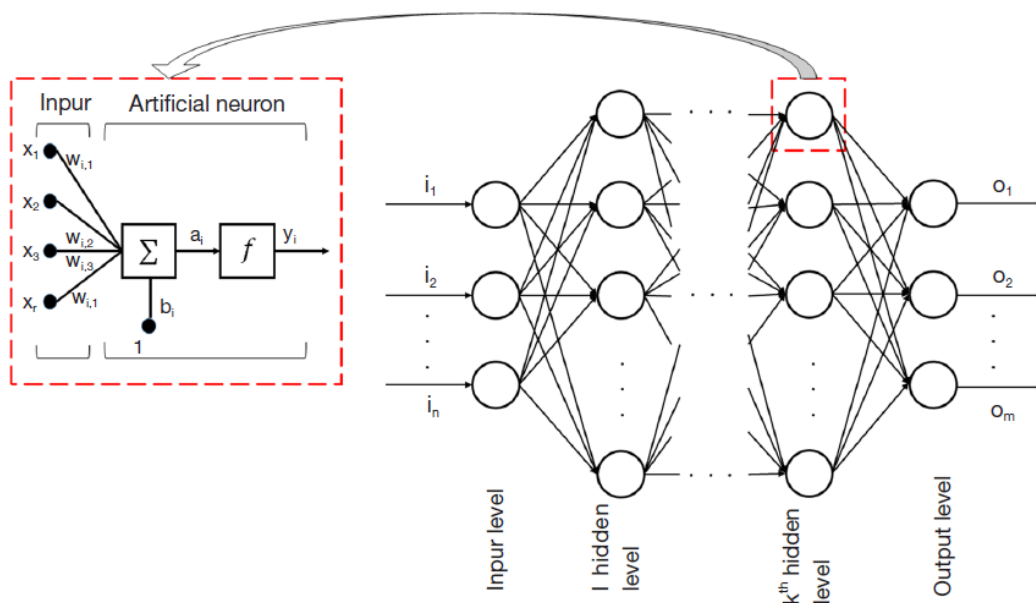 Inpur
Artificial neuron
x1
wi,1
x2
wi,2
x3
wi,3
xr
wi,1
Σ
ai
f
yi
bi
1
i1
i2
in
. . .
. . .
. . .
. . .
. . .
. . .
. . .
. . .
o1
o2
om
Inpur level
I hidden
level
kth hidden
level
Output level